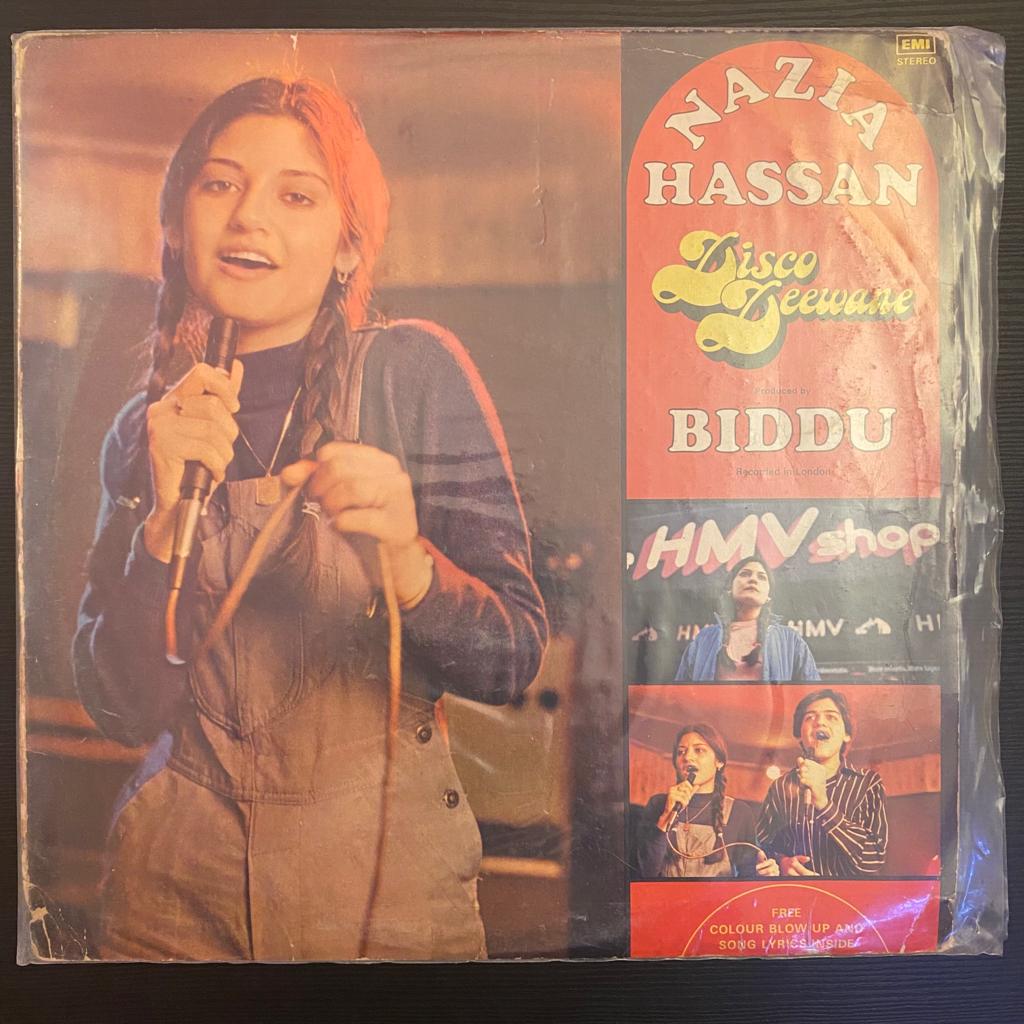 EMI
STEREO
NAZIA
HASSAN
Disco
Deewane
Produced by
BIDDU
Recorded in London
HMV shop
HMV
FREE
COLOUR BLOW UP AND
SONG LYRICS INSIDE